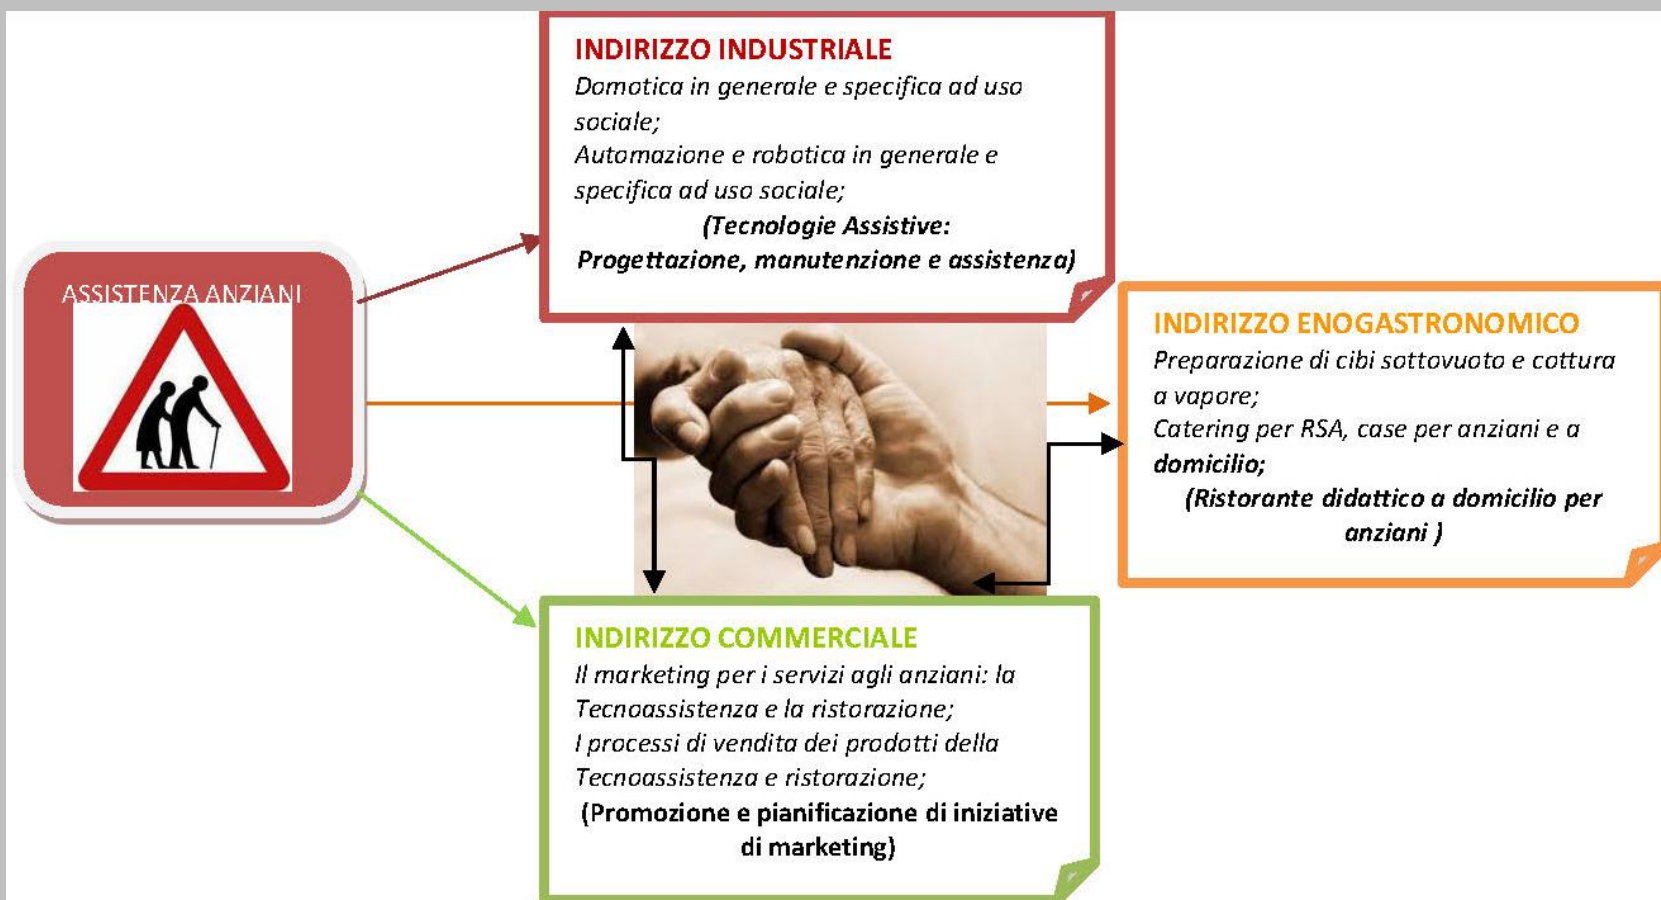 INDIRIZZO INDUSTRIALE
Domotica in generale e specifica ad uso
sociale;
Automazione e robotica in generale e
specifica ad uso sociale;
(Tecnologie Assistive:
Progettazione, manutenzione e assistenza)
ASSISTENZA ANZIANI
INDIRIZZO ENOGASTRONOMICO
Preparazione di cibi sottovuoto e cottura
a vapore;
Catering per RSA, case per anziani e a
domicilio;
(Ristorante didattico a domicilio per
anziani )
INDIRIZZO COMMERCIALE
Il marketing per i servizi agli anziani: la
Tecnoassistenza e la ristorazione;
I processi di vendita dei prodotti della
Tecnoassistenza e ristorazione;
(Promozione e pianificazione di iniziative
di marketing)